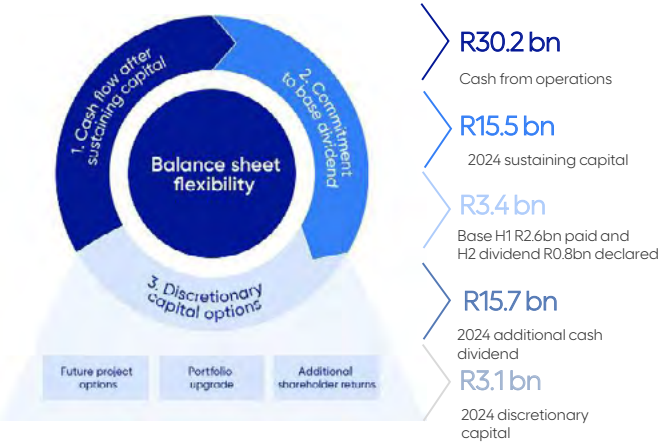 1. Cash flow after
sustaining capital
2. Commitment
to base dividend
Balance sheet
flexibility
3. Discretionary
capital options
Future project
options
Portfolio
upgrade
Additional
shareholder returns
R30.2 bn
Cash from operations
R15.5 bn
2024 sustaining capital
R3.4 bn
Base H1 R2.6bn paid and
H2 dividend R0.8bn declared
R15.7 bn
2024 additional cash
dividend
R3.1 bn
2024 discretionary
capital